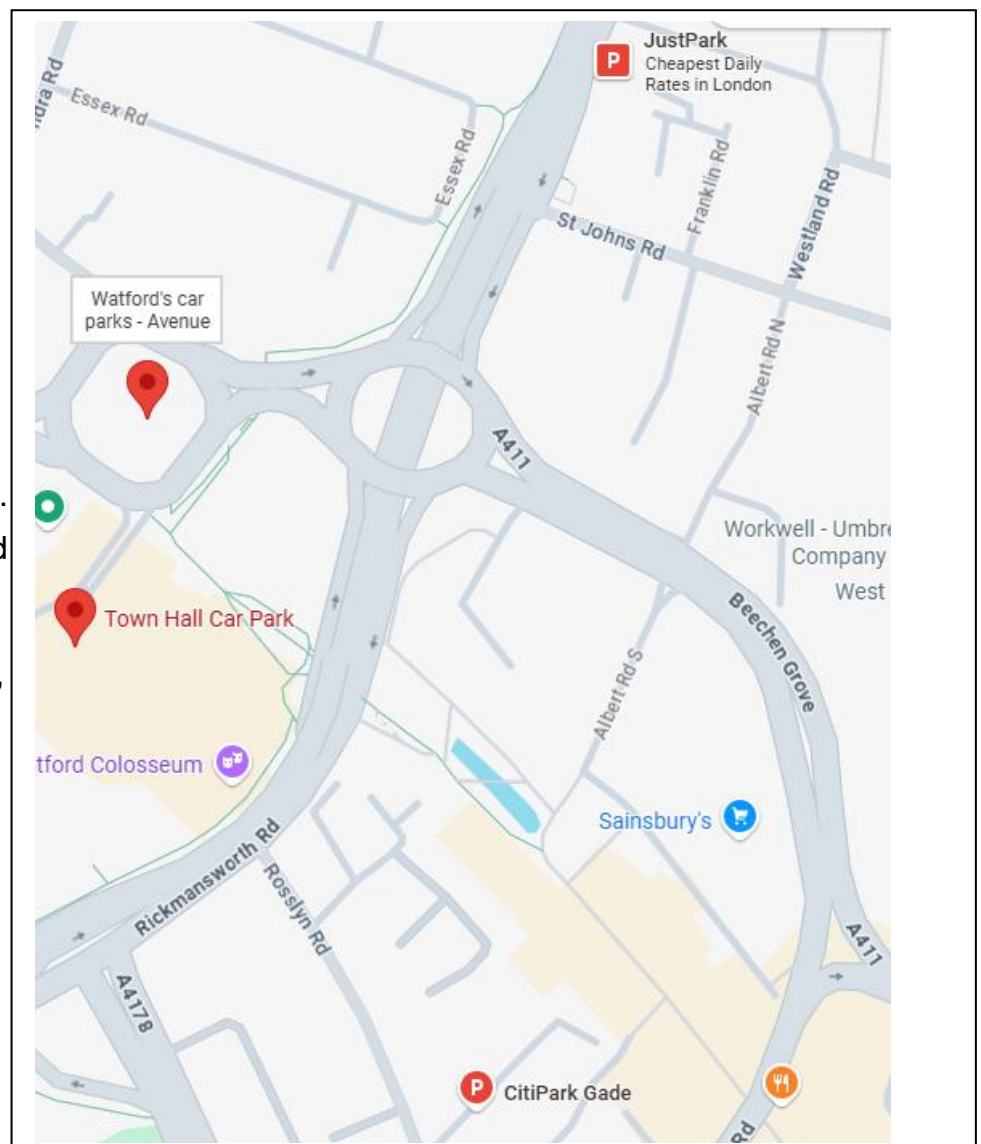 JustPark
Cheapest Daily
Rates in London
Essex Rd
Essex Rd
Franklin Rd
Westland Rd
St Johns Rd
Watford's car
parks - Avenue
Albert Rd N
A411
Workwell - Umbre
Company
West
Town Hall Car Park
Beechen Grove
Albert Rd S
tford Colosseum
Sainsbury's
Rickmansworth Rd
Rosslyn Rd
A411
A4178
P
P
CitiPark Gade
Rd